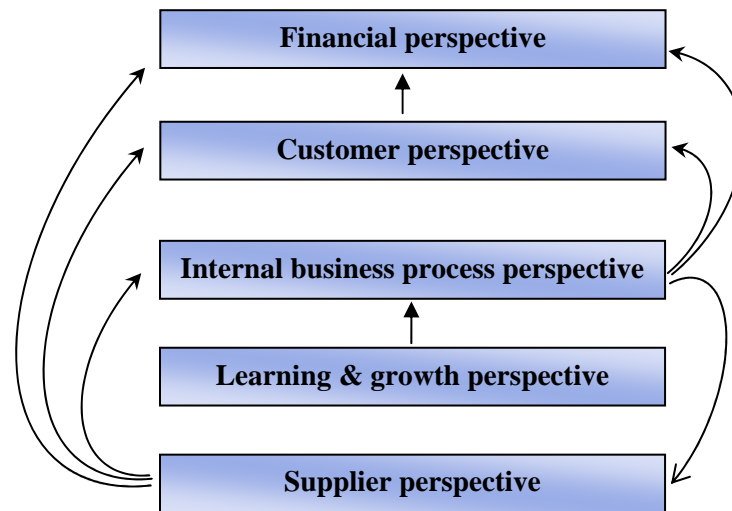 Financial perspective
Customer perspective
Internal business process perspective
Learning & growth perspective
Supplier perspective